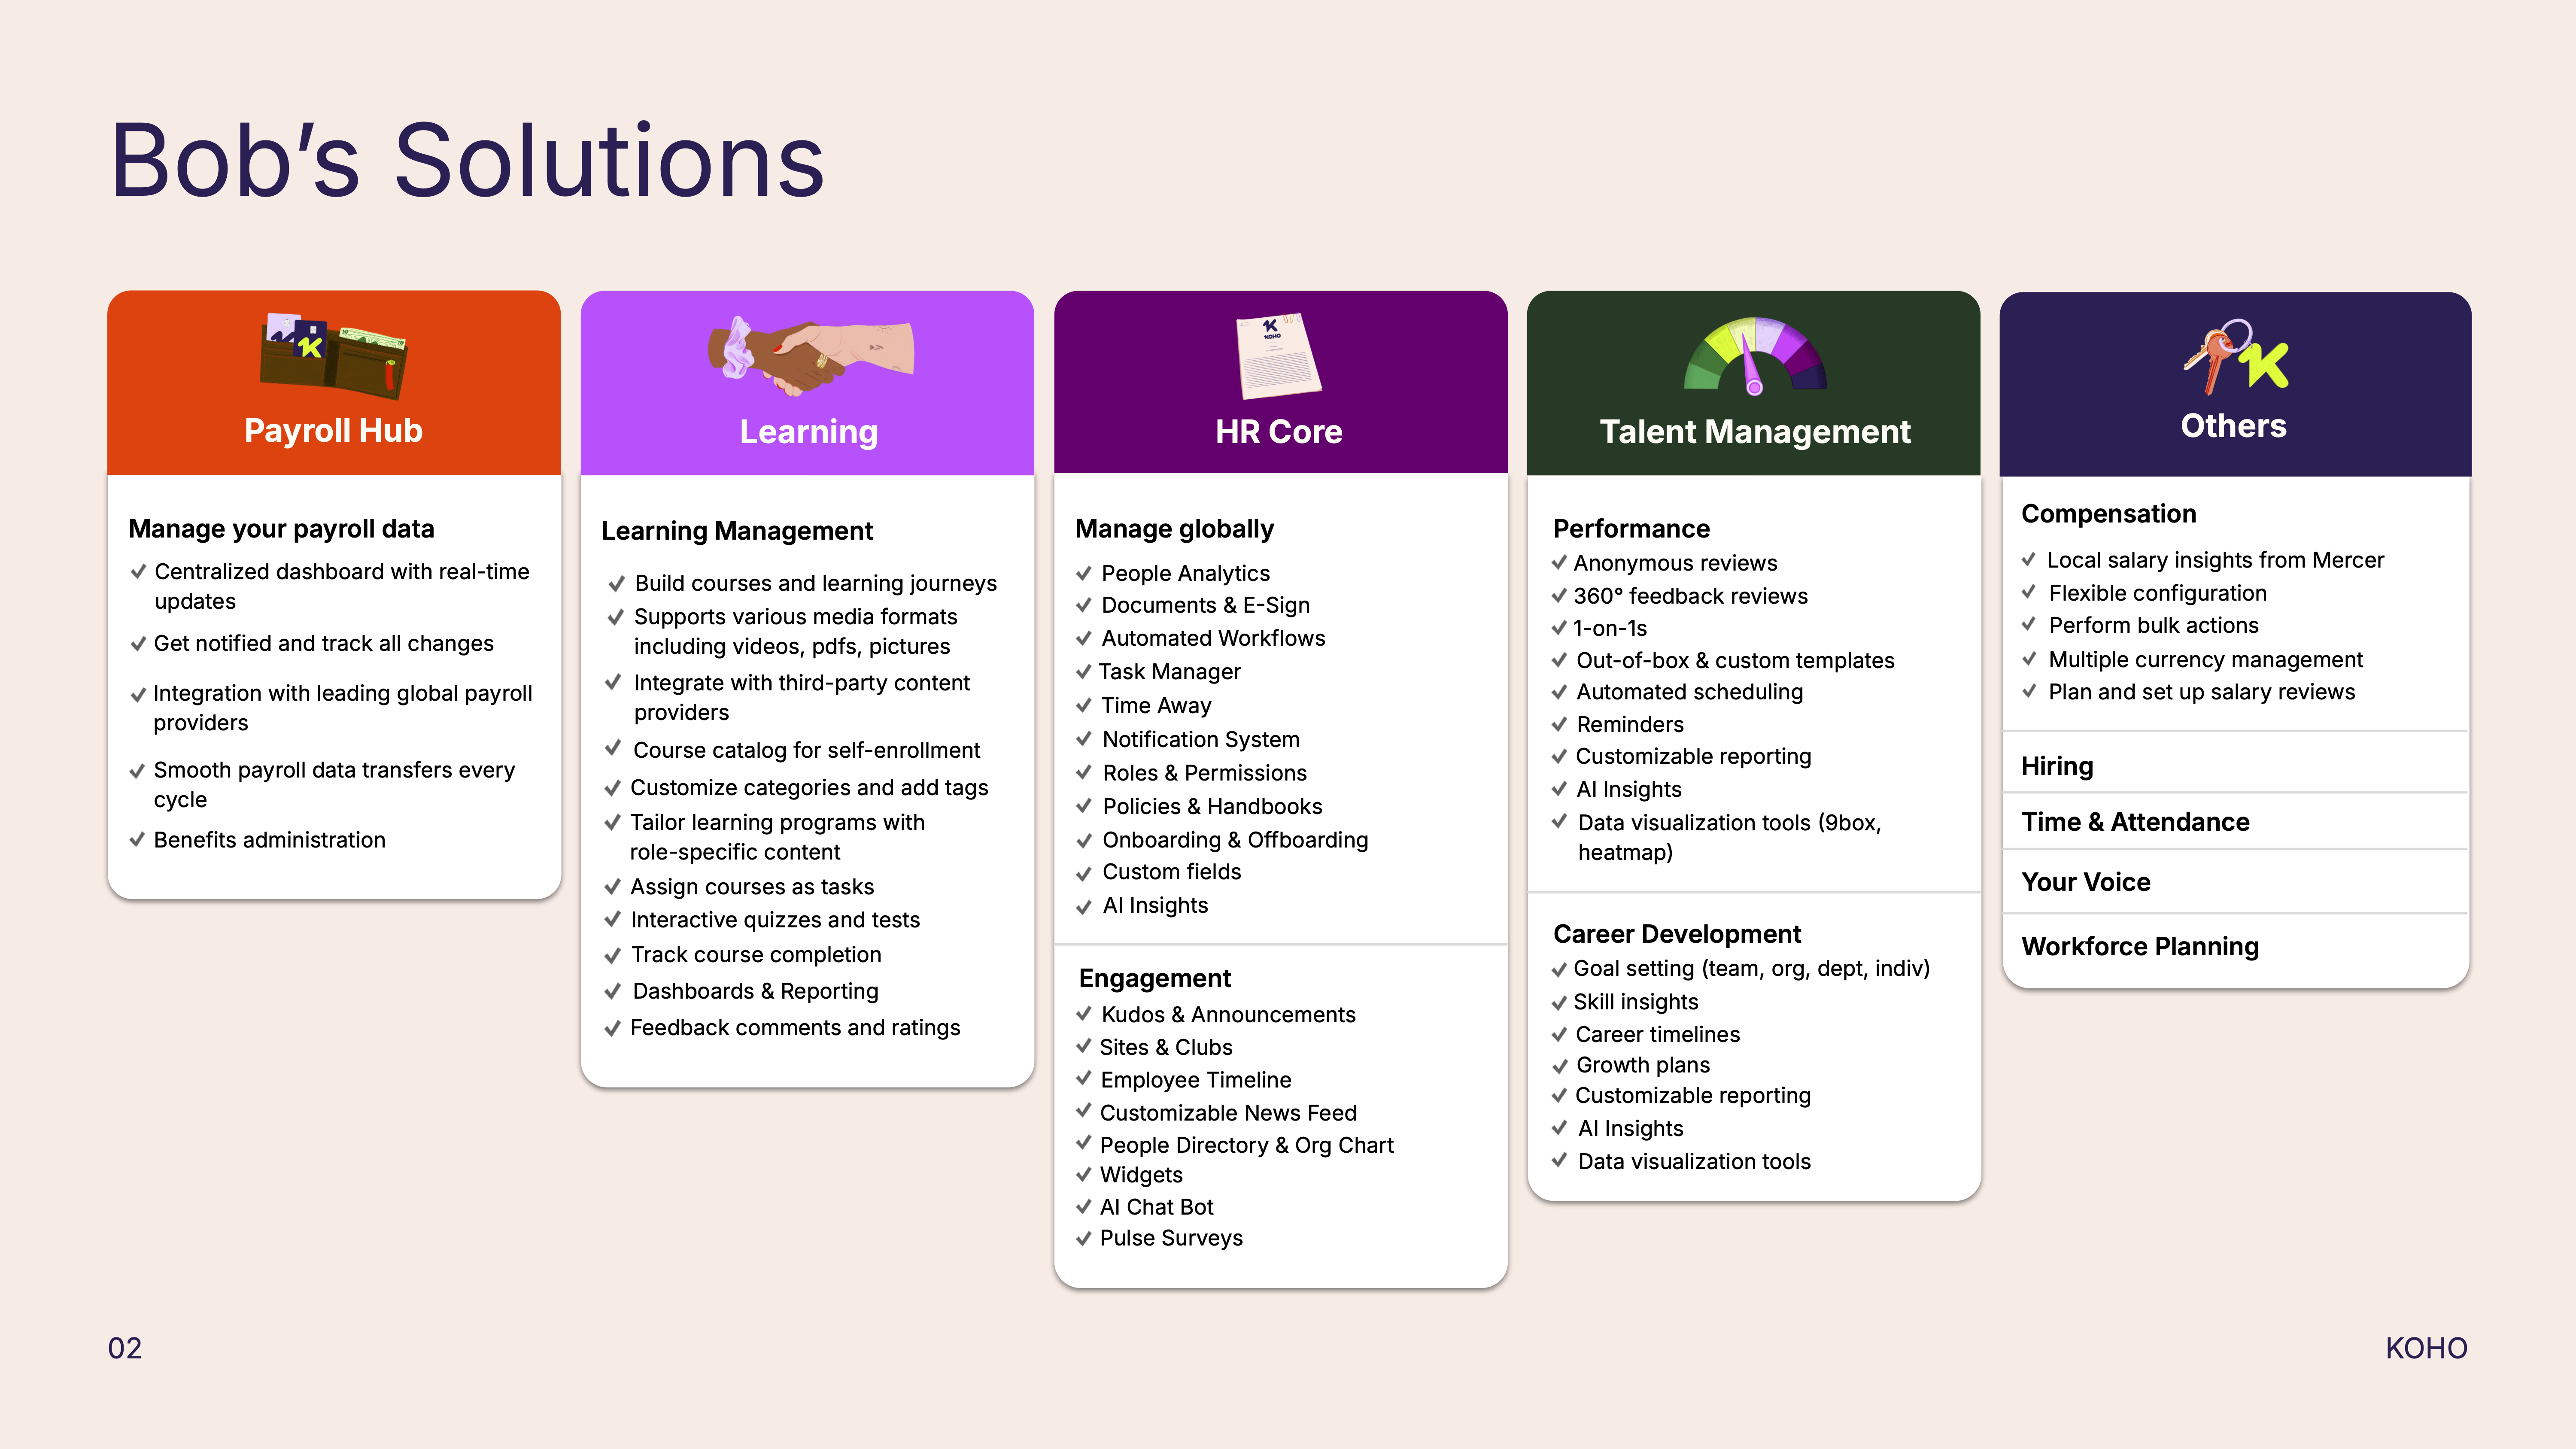 Bob’s Solutions
Payroll Hub
Manage your payroll data
Centralized dashboard with real-time
updates
Get notified and track all changes
Integration with leading global payroll
providers
Smooth payroll data transfers every
cycle
Benefits administration
Learning
Learning Management
Build courses and learning journeys
Supports various media formats
including videos, pdfs, pictures
Integrate with third-party content
providers
Course catalog for self-enrollment
Customize categories and add tags
Tailor learning programs with
role-specific content
Assign courses as tasks
Interactive quizzes and tests
Track course completion
Dashboards & Reporting
Feedback comments and ratings
KOHO
HR Core
Manage globally
People Analytics
Documents & E-Sign
Automated Workflows
Task Manager
Time Away
Notification System
Roles & Permissions
Policies & Handbooks
Onboarding & Offboarding
Custom fields
AI Insights
Engagement
Kudos & Announcements
Sites & Clubs
Employee Timeline
Customizable News Feed
People Directory & Org Chart
Widgets
AI Chat Bot
Pulse Surveys
Talent Management
Performance
Anonymous reviews
360° feedback reviews
1-on-1s
Out-of-box & custom templates
Automated scheduling
Reminders
Customizable reporting
AI Insights
Data visualization tools (9box,
heatmap)
Career Development
Goal setting (team, org, dept, indiv)
Skill insights
Career timelines
Growth plans
Customizable reporting
AI Insights
Data visualization tools
Others
Compensation
Local salary insights from Mercer
Flexible configuration
Perform bulk actions
Multiple currency management
Plan and set up salary reviews
Hiring
Time & Attendance
Your Voice
Workforce Planning
02
KOHO